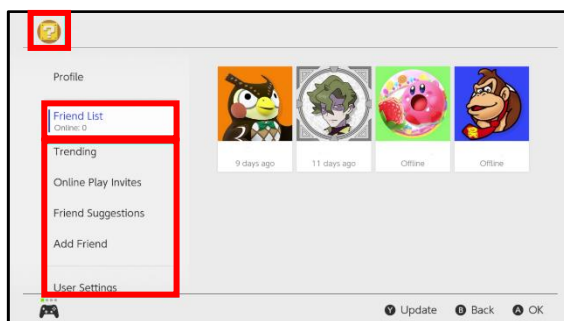 ?
Profile
Friend List
Online: 0
Trending
Online Play Invites
Friend Suggestions
Add Friend
User Settings
9 days ago
11 days ago
Offline
Offline
Y Update
B Back
A OK